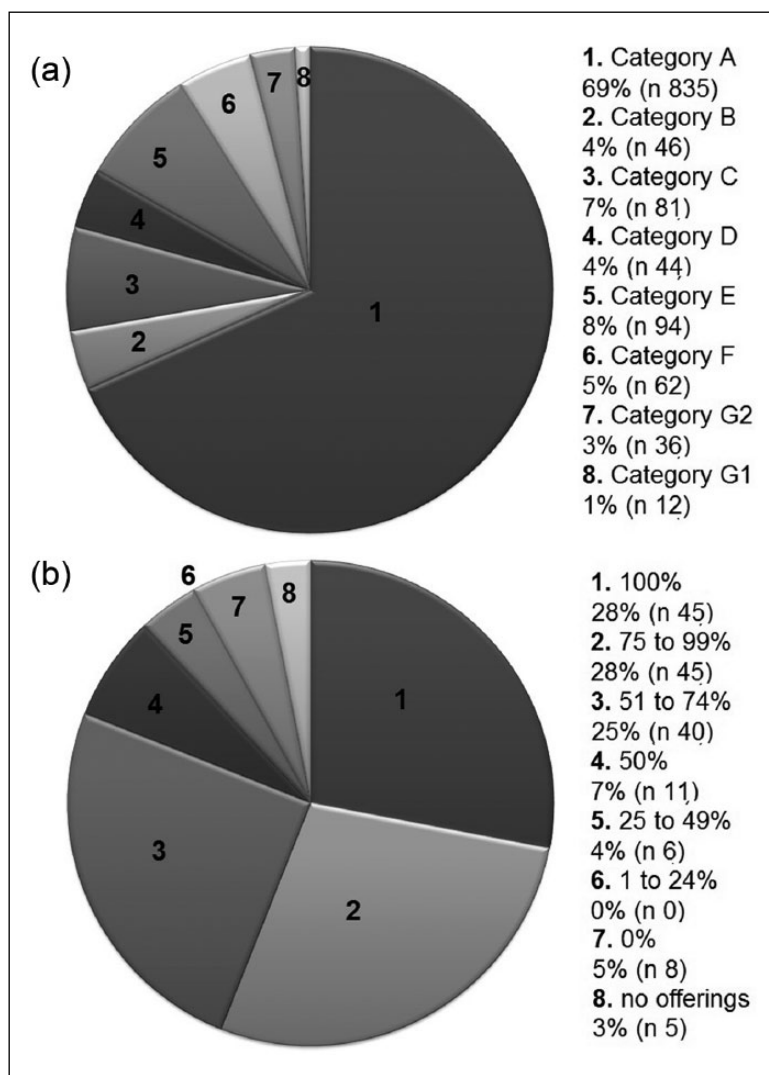 (a)
8
7
6
5
4
3
2
1
1. Category A
69% (n 835)
2. Category B
4% (n 46)
3. Category C
7% (n 81)
4. Category D
4% (n 44)
5. Category E
8% (n 94)
6. Category F
5% (n 62)
7. Category G2
3% (n 36)
8. Category G1
1% (n 12)
(b)
6
7
8
5
4
1
3
2
1. 100%
28% (n 45)
2. 75 to 99%
28% (n 45)
3. 51 to 74%
25% (n 40)
4. 50%
7% (n 11)
5. 25 to 49%
4% (n 6)
6. 1 to 24%
0% (n 0)
7. 0%
5% (n 8)
8. no offerings
3% (n 5)